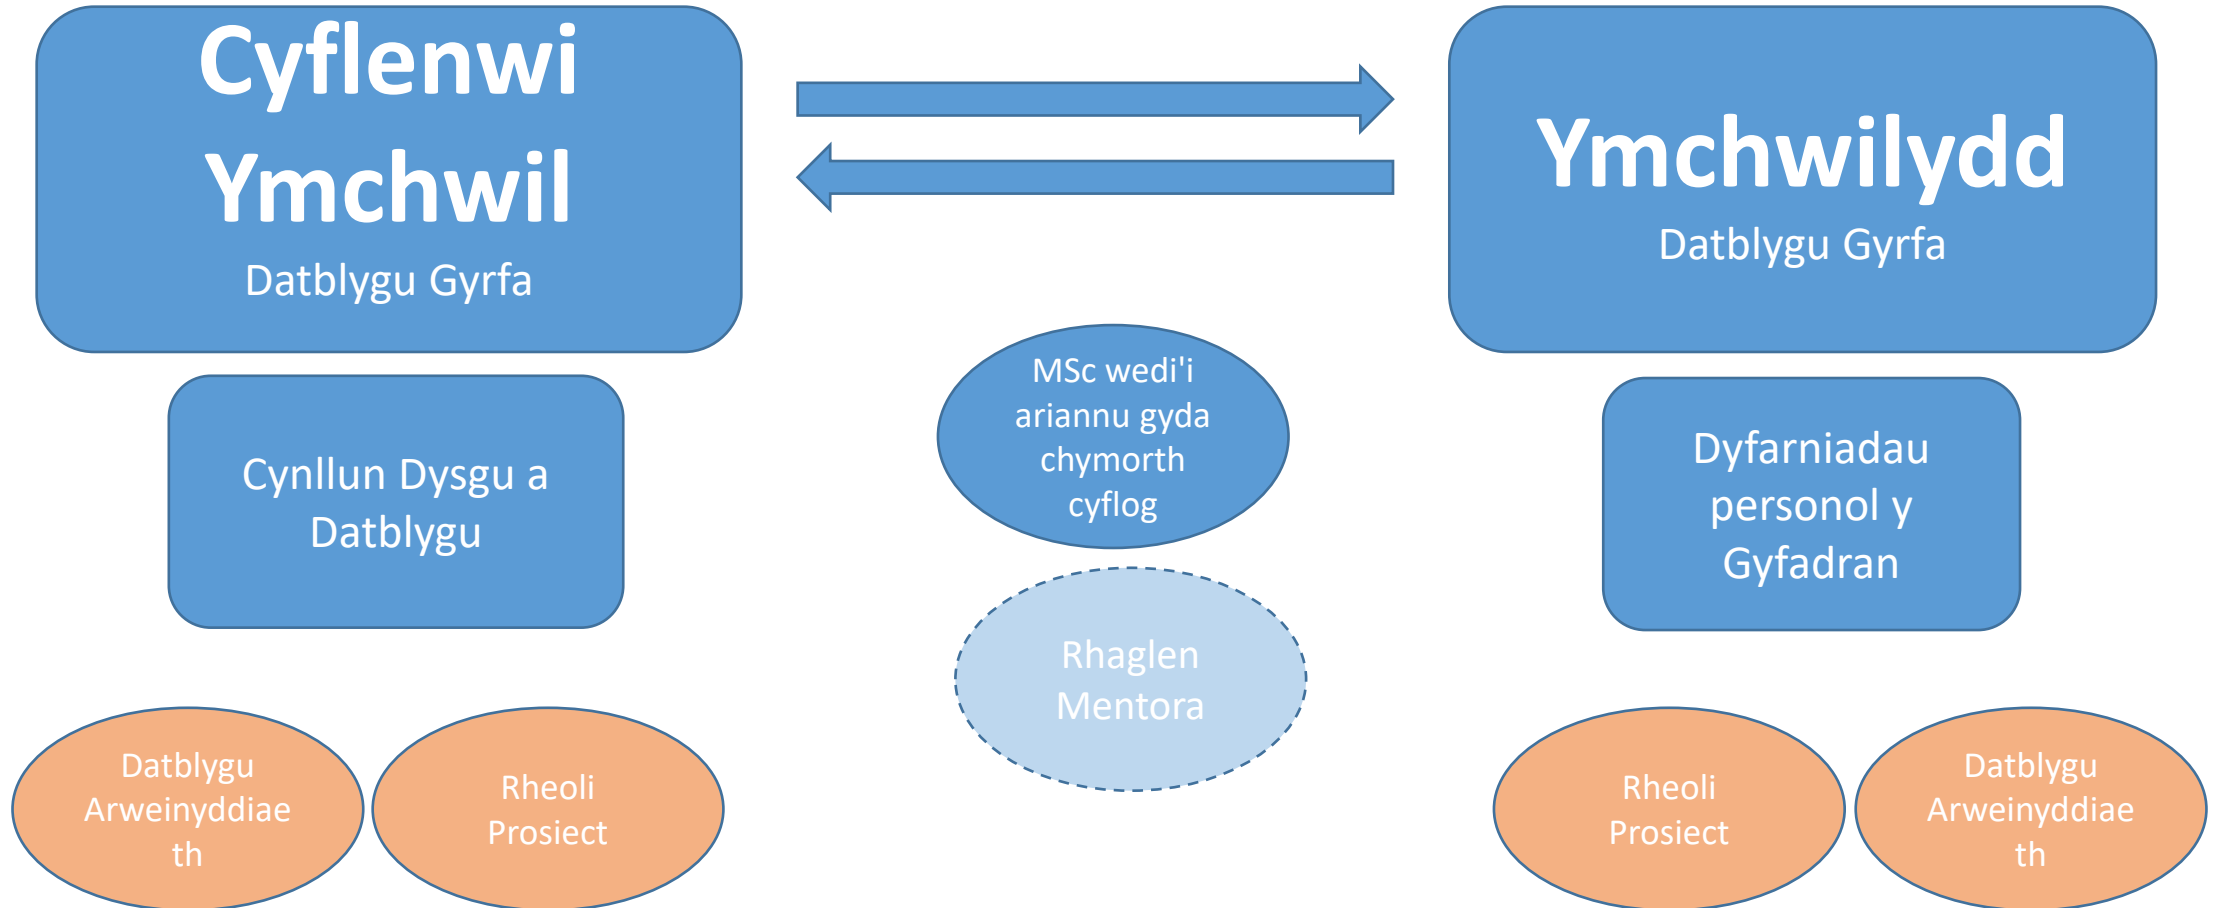 Cyflenwi
Ymchwil
Datblygu Gyrfa
Ymchwilydd
Datblygu Gyrfa
MSc wedi'i
ariannu gyda
chymorth
cyflog
Cynllun Dysgu a
Datblygu
Dyfarniadau
personol y
Gyfadran
Rhaglen
Mentora
Datblygu
Arweinyddiae
th
Rheoli
Prosiect
Rheoli
Prosiect
Datblygu
Arweinyddiae
th